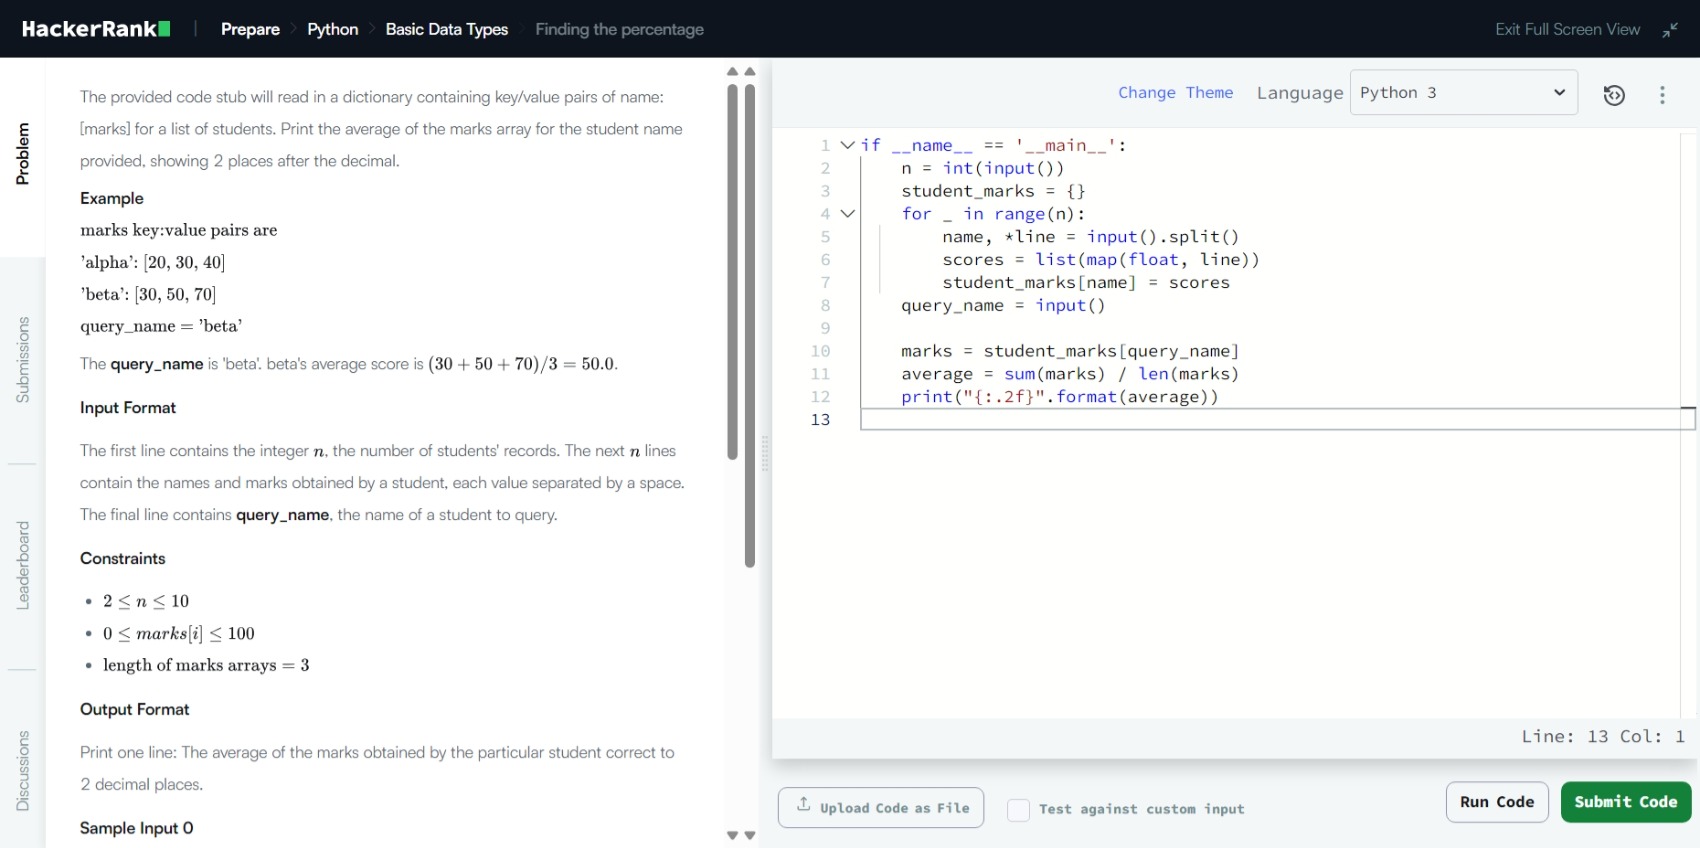 HackerRank
Prepare
Python
Basic Data Types
Finding the percentage
Exit Full Screen View
Problem
Submissions
Leaderboard
Discussions
The provided code stub will read in a dictionary containing key/value pairs of name:
[marks] for a list of students. Print the average of the marks array for the student name
provided, showing 2 places after the decimal.
Example
marks key:value pairs are
'alpha': [20, 30, 40]
'beta': [30, 50, 70]
query_name = 'beta'
The query_name is 'beta'. beta's average score is (30 + 50 + 70)/3 = 50.0.
Input Format
The first line contains the integer n, the number of students' records. The next n lines
contain the names and marks obtained by a student, each value separated by a space.
The final line contains query_name, the name of a student to query.
Constraints
• 2 ≤ n ≤ 10
• 0 ≤ marks[i] ≤ 100
• length of marks arrays = 3
Output Format
Print one line: The average of the marks obtained by the particular student correct to
2 decimal places.
Sample Input 0
Change Theme
Language
Python 3
1 if __name__ == '__main__':
2     n = int(input())
3     student_marks = {}
4     for _ in range(n):
5         name, *line = input().split()
6         scores = list(map(float, line))
7         student_marks[name] = scores
8     query_name = input()
9
10     marks = student_marks[query_name]
11     average = sum(marks) / len(marks)
12     print("{:.2f}".format(average))
13
Line: 13 Col: 1
Upload Code as File
Test against custom input
Run Code
Submit Code